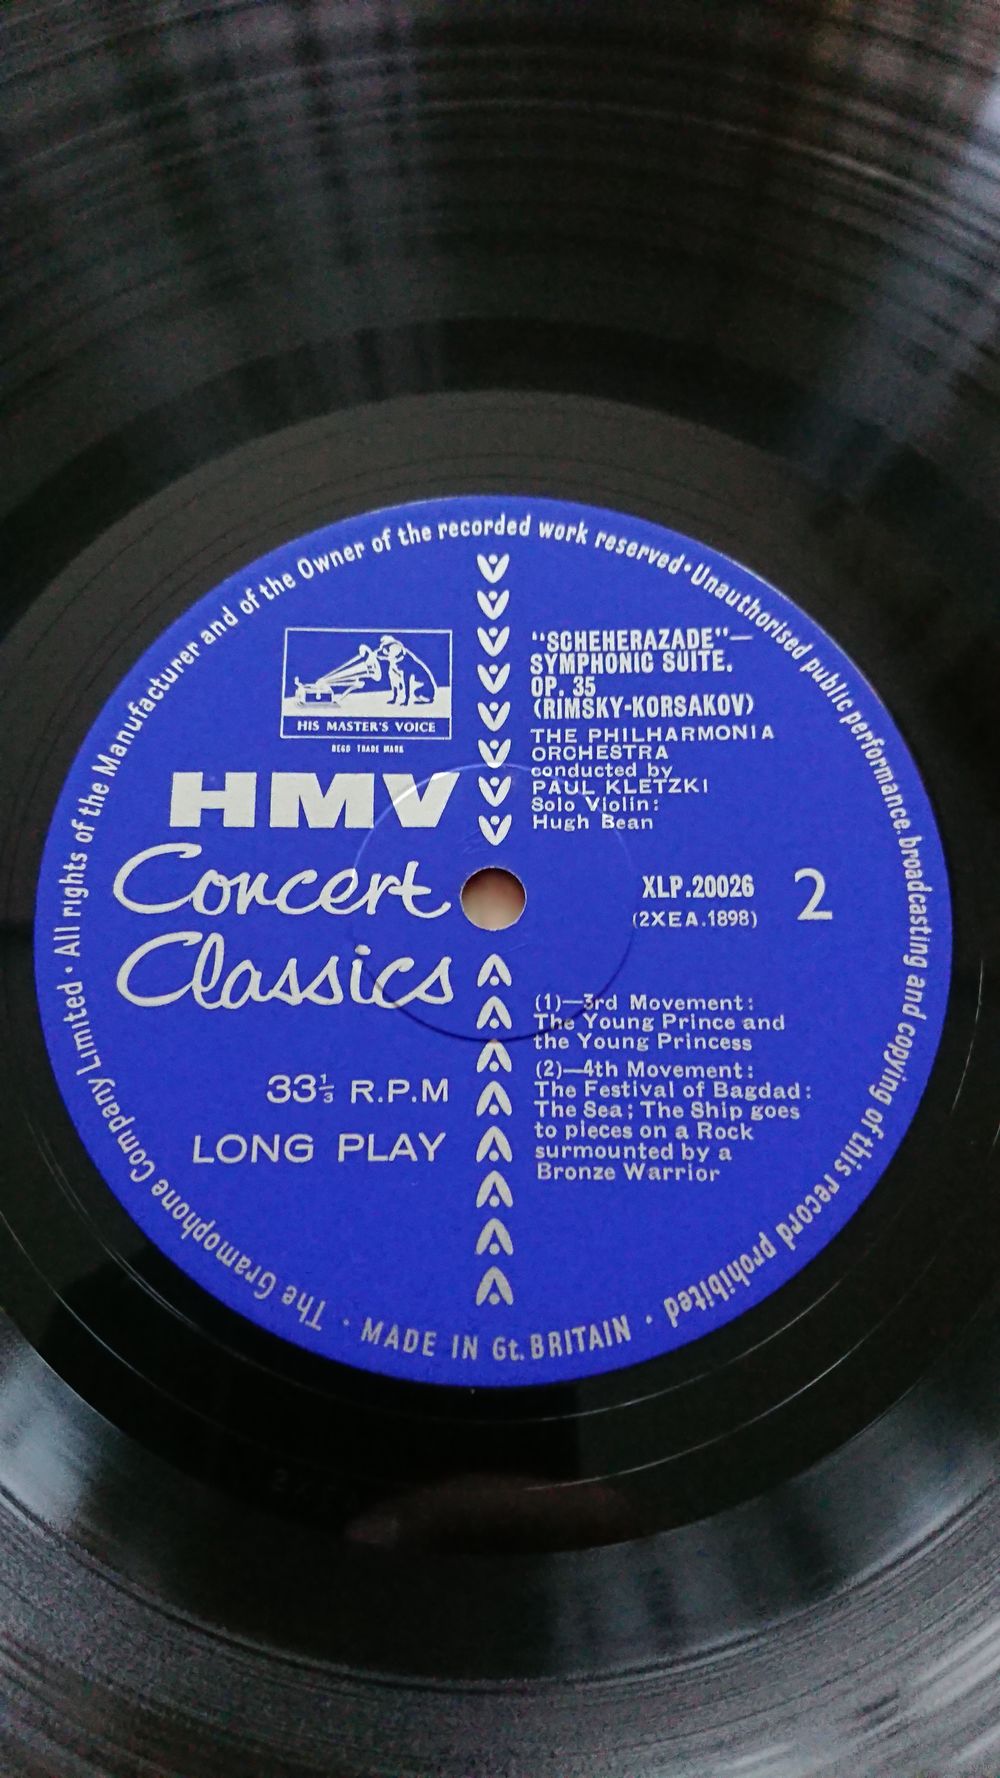 The Gramophone Company Limited · All rights of the Manufacturer and of the Owner of the recorded work reserved · Unauthorised public performance, broadcasting and copying of this record prohibited
· MADE IN Gt. BRITAIN ·
HIS MASTER'S VOICE
REGD TRADE MARK
HMV
Concert
Classics
33⅓ R.P.M
LONG PLAY
"SCHEHERAZADE"—
SYMPHONIC SUITE.
OP. 35
(RIMSKY-KORSAKOV)
THE PHILHARMONIA
ORCHESTRA
conducted by
PAUL KLETZKI
Solo Violin:
Hugh Bean
XLP.20026
2
(2XEA.1898)
(1)—3rd Movement:
The Young Prince and
the Young Princess
(2)—4th Movement:
The Festival of Bagdad:
The Sea; The Ship goes
to pieces on a Rock
surmounted by a
Bronze Warrior